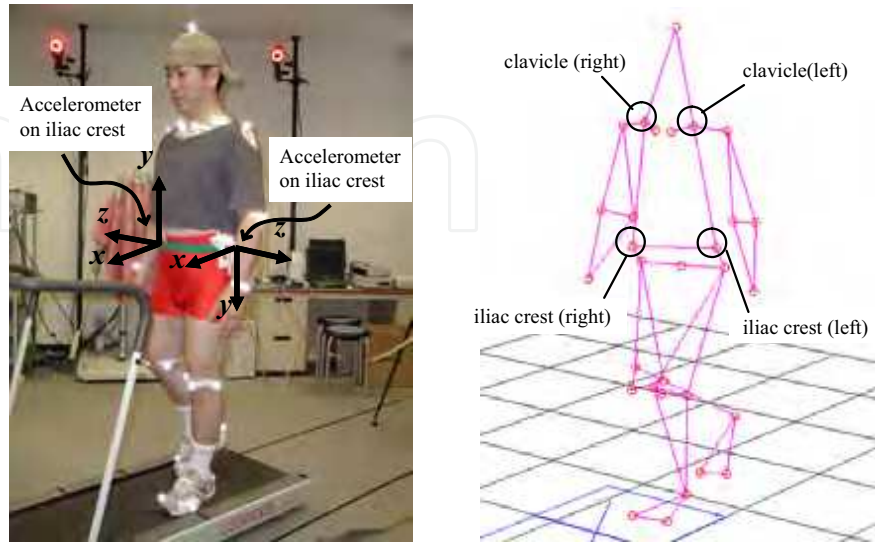 Accelerometer
on iliac crest
Accelerometer
on iliac crest
y
z
x
x
z
y
clavicle (right)
clavicle(left)
iliac crest (right)
iliac crest (left)